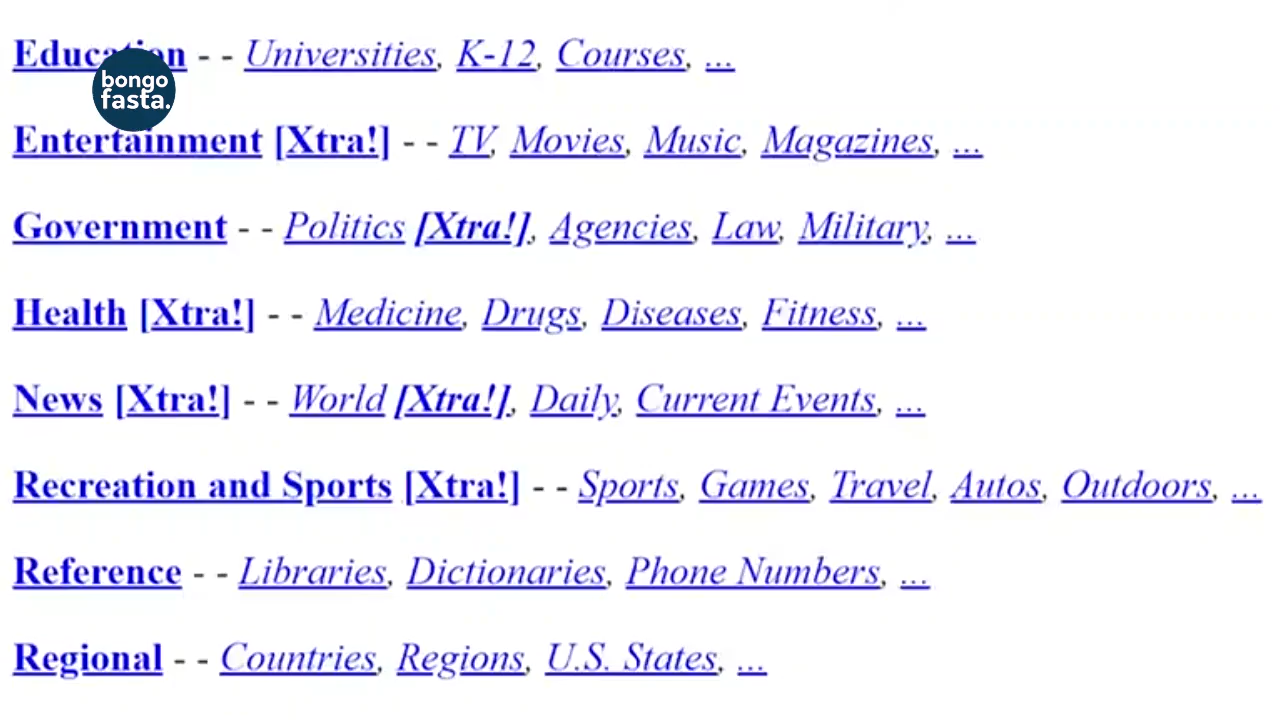 Education - - Universities, K-12, Courses, ...
bongo
fasta.
Entertainment [Xtra!] - - TV, Movies, Music, Magazines, ...
Government - - Politics [Xtra!], Agencies, Law, Military, ...
Health [Xtra!] - - Medicine, Drugs, Diseases, Fitness, ...
News [Xtra!] - - World [Xtra!], Daily, Current Events, ...
Recreation and Sports [Xtra!] - - Sports, Games, Travel, Autos, Outdoors, ...
Reference - - Libraries, Dictionaries, Phone Numbers, ...
Regional - - Countries, Regions, U.S. States, ...